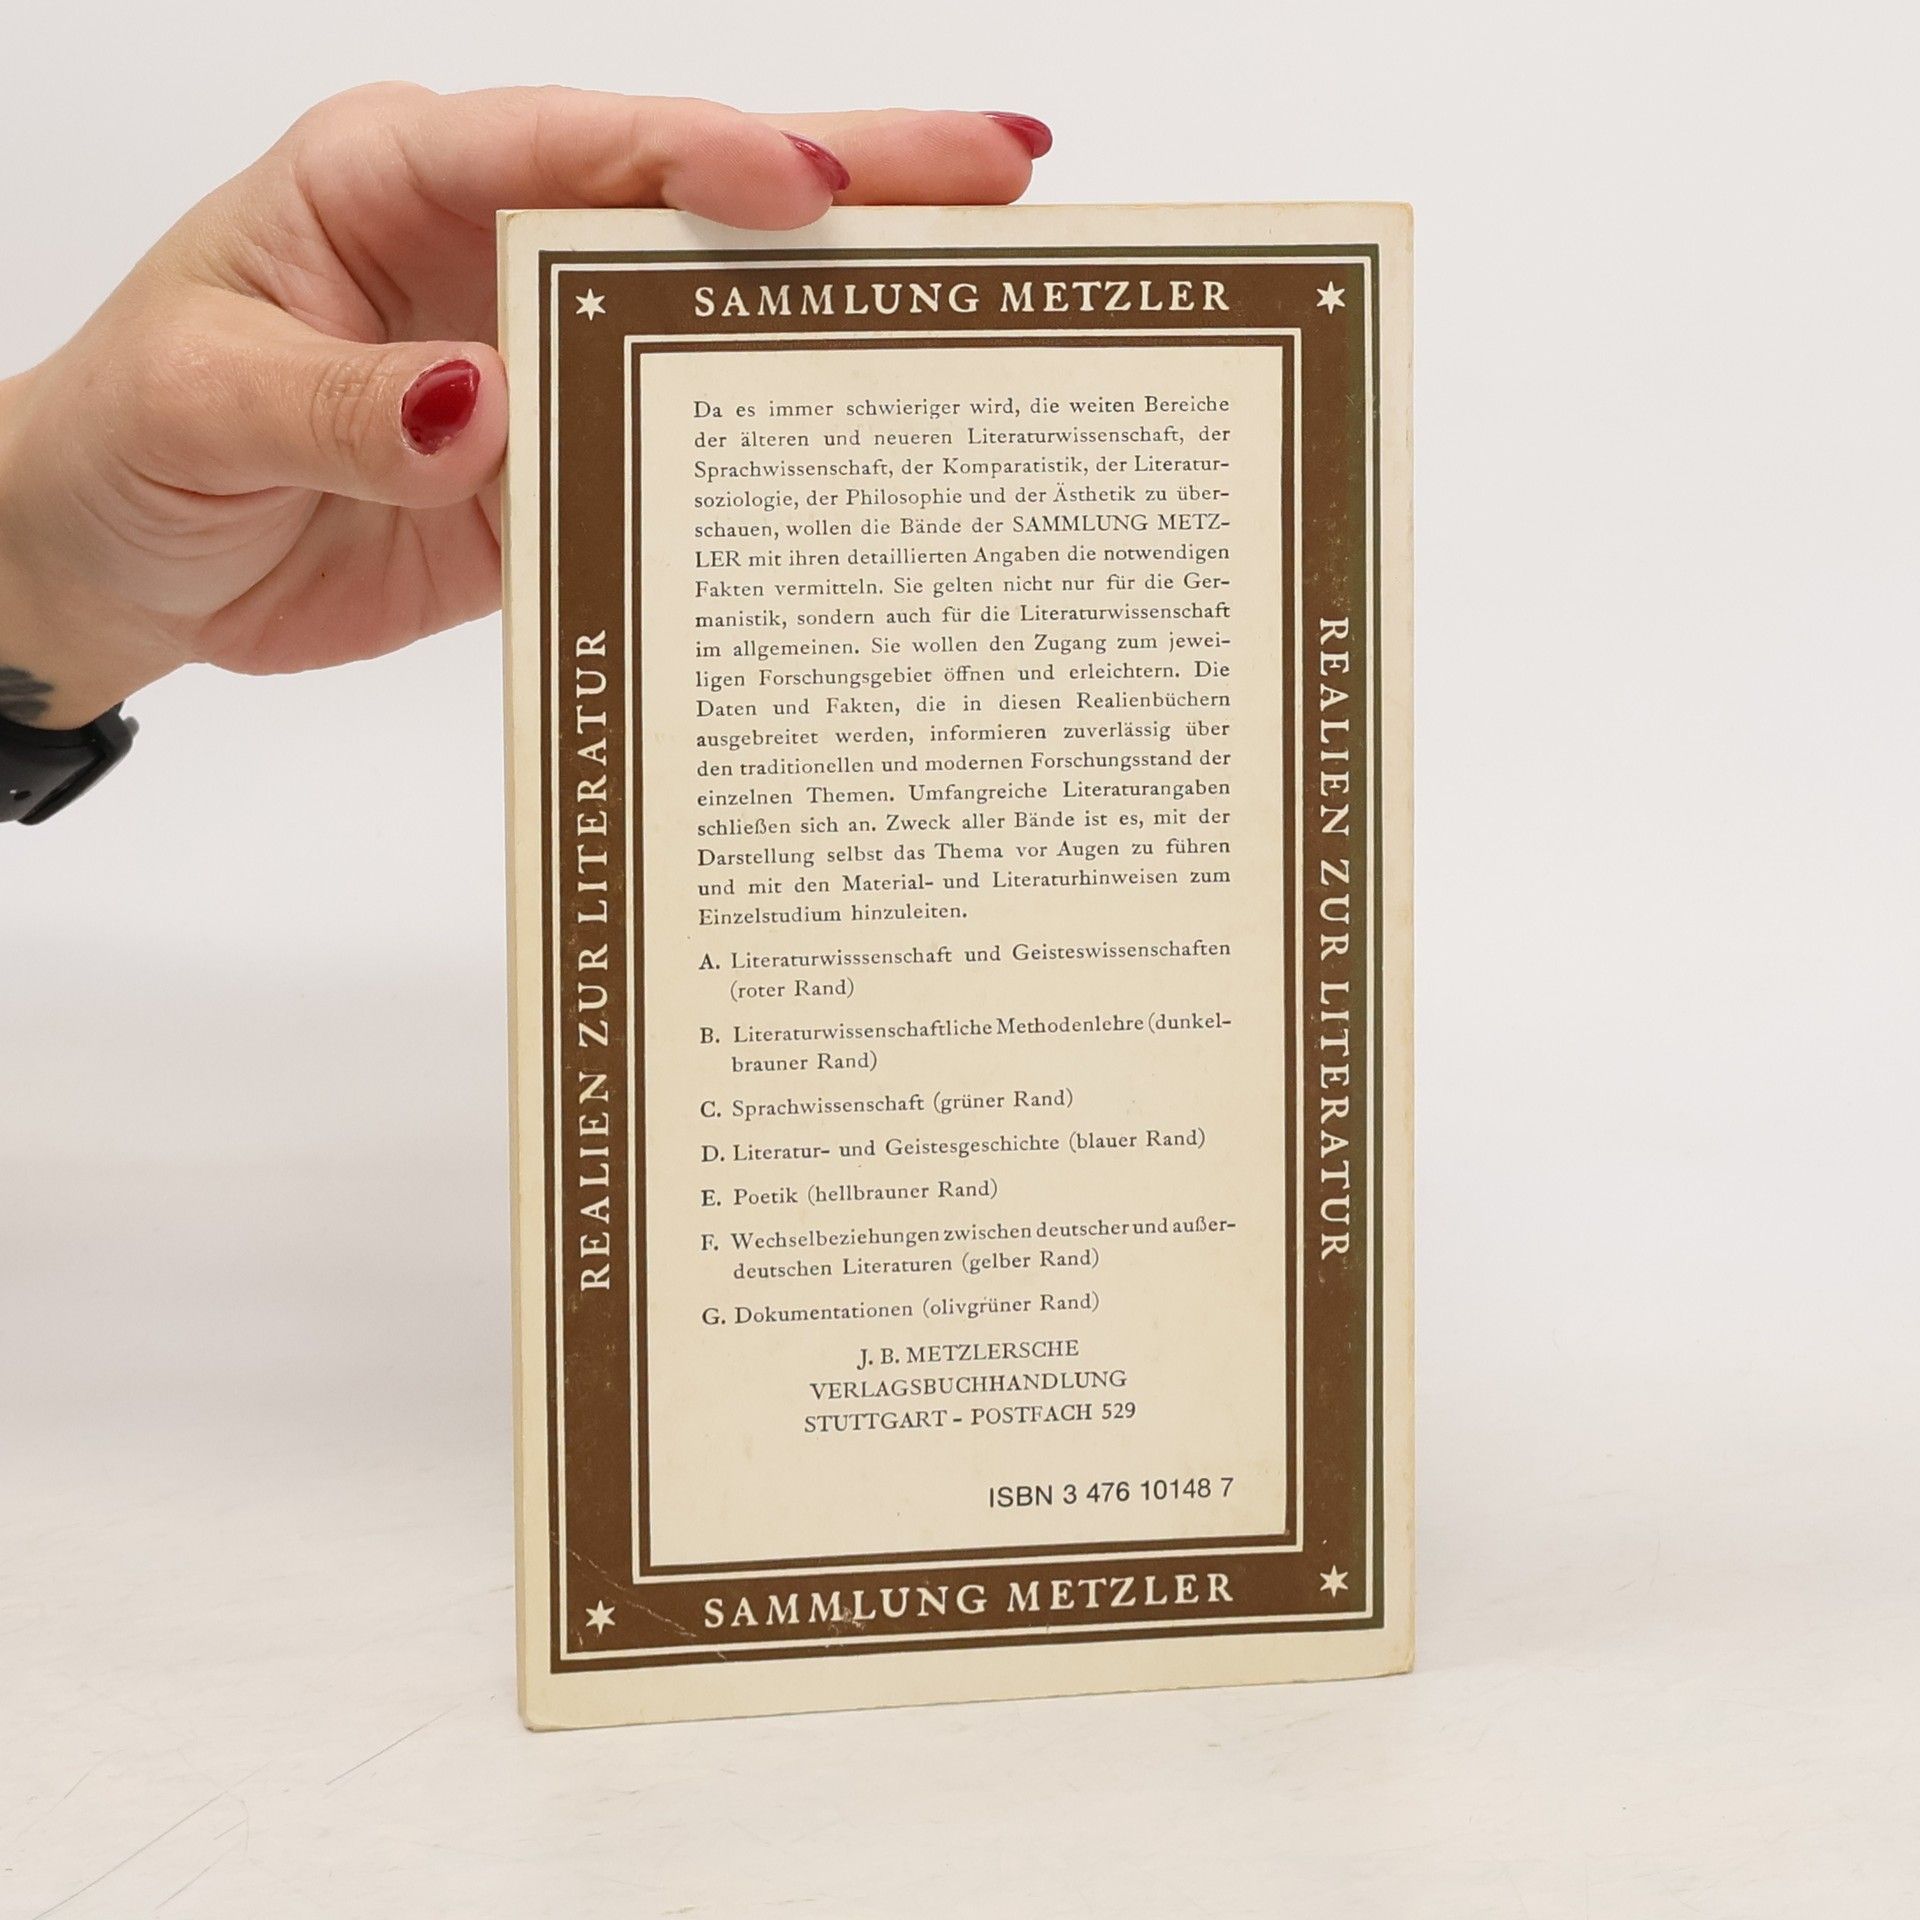 SAMMLUNG METZLER
REALIEN ZUR LITERATUR
Da es immer schwieriger wird, die weiten Bereiche
der älteren und neueren Literaturwissenschaft, der
Sprachwissenschaft, der Komparatistik, der Literatur-
soziologie, der Philosophie und der Ästhetik zu über-
schauen, wollen die Bände der SAMMLUNG METZ-
LER mit ihren detaillierten Angaben die notwendigen
Fakten vermitteln. Sie gelten nicht nur für die Ger-
manistik, sondern auch für die Literaturwissenschaft
im allgemeinen. Sie wollen den Zugang zum jewei-
ligen Forschungsgebiet öffnen und erleichtern. Die
Daten und Fakten, die in diesen Realienbüchern
ausgebreitet werden, informieren zuverlässig über
den traditionellen und modernen Forschungsstand der
einzelnen Themen. Umfangreiche Literaturangaben
schließen sich an. Zweck aller Bände ist es, mit der
Darstellung selbst das Thema vor Augen zu führen
und mit den Material- und Literaturhinweisen zum
Einzelstudium hinzuleiten.
A. Literaturwisssenschaft und Geisteswissenschaften
(roter Rand)
B. Literaturwissenschaftliche Methodenlehre (dunkel-
brauner Rand)
C. Sprachwissenschaft (grüner Rand)
D. Literatur- und Geistesgeschichte (blauer Rand)
E. Poetik (hellbrauner Rand)
F. Wechselbeziehungen zwischen deutscher und außer-
deutschen Literaturen (gelber Rand)
G. Dokumentationen (olivgrüner Rand)
J. B. METZLERSCHE
VERLAGSBUCHHANDLUNG
STUTTGART - POSTFACH 529
ISBN 3 476 10148 7
REALIEN ZUR LITERATUR
SAMMLUNG METZLER